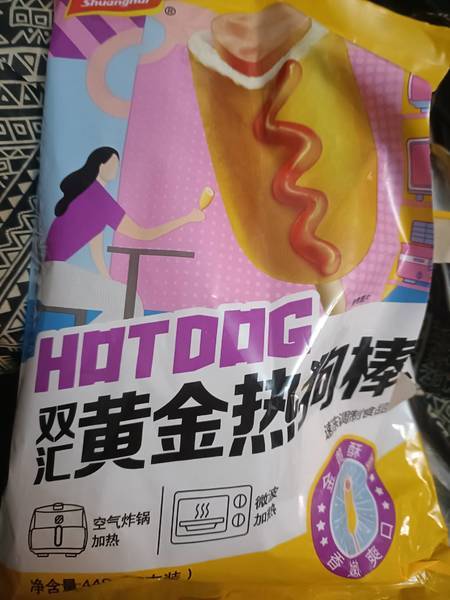 Shuanghui
®
HOTDOG
双汇
黄金热狗棒
空气炸锅
加热
微波
加热
净含量